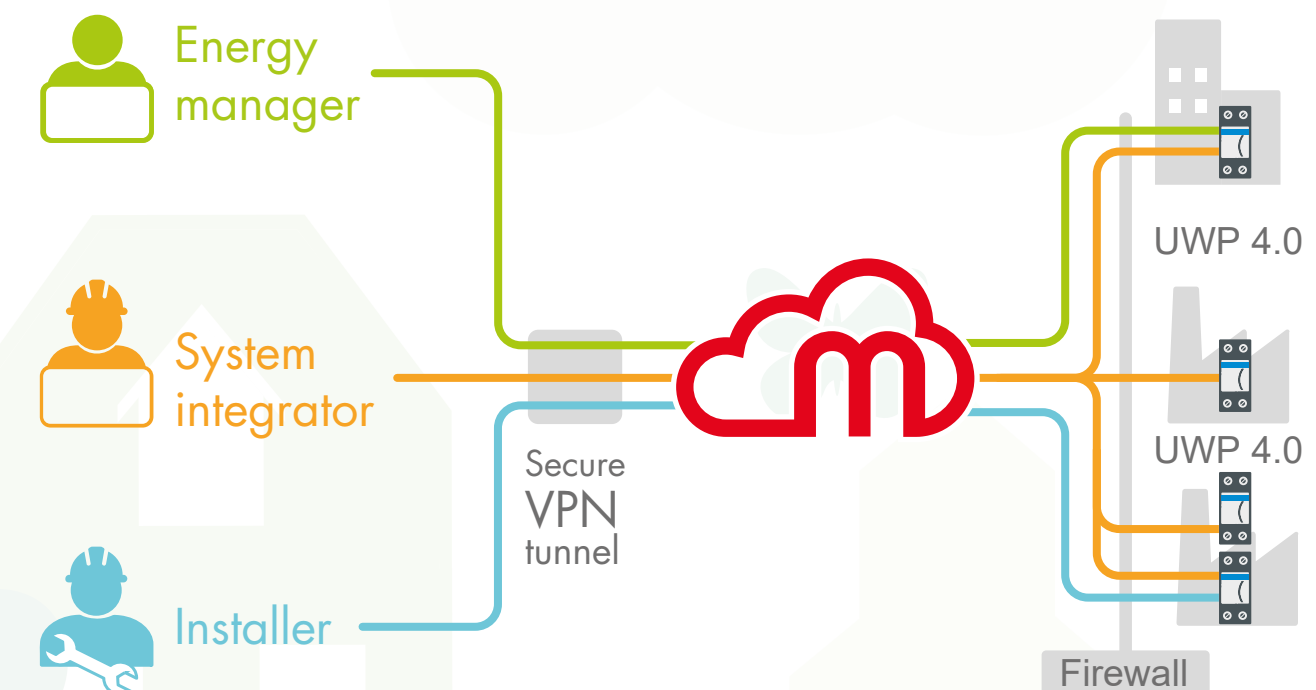 Energy
manager
System
integrator
Installer
Secure
VPN
tunnel
m
UWP 4.0
UWP 4.0
Firewall